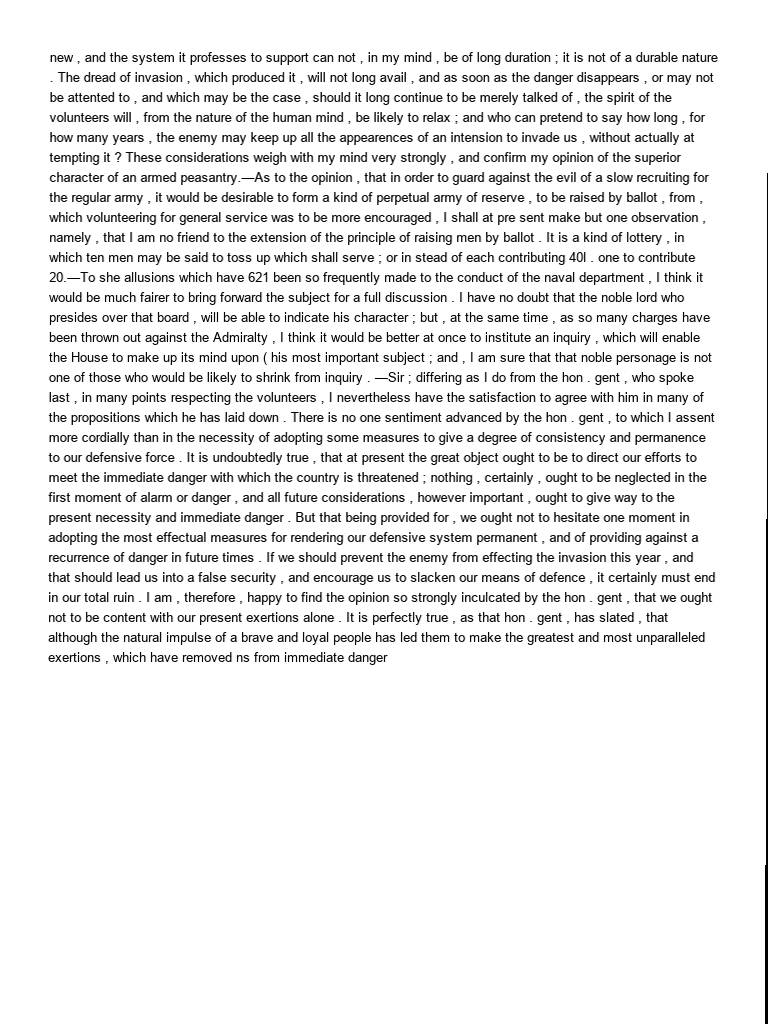 new , and the system it professes to support can not , in my mind , be of long duration ; it is not of a durable nature
. The dread of invasion , which produced it , will not long avail , and as soon as the danger disappears , or may not
be attented to , and which may be the case , should it long continue to be merely talked of , the spirit of the
volunteers will , from the nature of the human mind , be likely to relax ; and who can pretend to say how long , for
how many years , the enemy may keep up all the appearences of an intension to invade us , without actually at
tempting it ? These considerations weigh with my mind very strongly , and confirm my opinion of the superior
character of an armed peasantry.—As to the opinion , that in order to guard against the evil of a slow recruiting for
the regular army , it would be desirable to form a kind of perpetual army of reserve , to be raised by ballot , from ,
which volunteering for general service was to be more encouraged , I shall at pre sent make but one observation ,
namely , that I am no friend to the extension of the principle of raising men by ballot . It is a kind of lottery , in
which ten men may be said to toss up which shall serve ; or in stead of each contributing 40l . one to contribute
20.—To she allusions which have 621 been so frequently made to the conduct of the naval department , I think it
would be much fairer to bring forward the subject for a full discussion . I have no doubt that the noble lord who
presides over that board , will be able to indicate his character ; but , at the same time , as so many charges have
been thrown out against the Admiralty , I think it would be better at once to institute an inquiry , which will enable
the House to make up its mind upon ( his most important subject ; and , I am sure that that noble personage is not
one of those who would be likely to shrink from inquiry . —Sir ; differing as I do from the hon . gent , who spoke
last , in many points respecting the volunteers , I nevertheless have the satisfaction to agree with him in many of
the propositions which he has laid down . There is no one sentiment advanced by the hon . gent , to which I assent
more cordially than in the necessity of adopting some measures to give a degree of consistency and permanence
to our defensive force . It is undoubtedly true , that at present the great object ought to be to direct our efforts to
meet the immediate danger with which the country is threatened ; nothing , certainly , ought to be neglected in the
first moment of alarm or danger , and all future considerations , however important , ought to give way to the
present necessity and immediate danger . But that being provided for , we ought not to hesitate one moment in
adopting the most effectual measures for rendering our defensive system permanent , and of providing against a
recurrence of danger in future times . If we should prevent the enemy from effecting the invasion this year , and
that should lead us into a false security , and encourage us to slacken our means of defence , it certainly must end
in our total ruin . I am , therefore , happy to find the opinion so strongly inculcated by the hon . gent , that we ought
not to be content with our present exertions alone . It is perfectly true , as that hon . gent , has slated , that
although the natural impulse of a brave and loyal people has led them to make the greatest and most unparalleled
exertions , which have removed ns from immediate danger